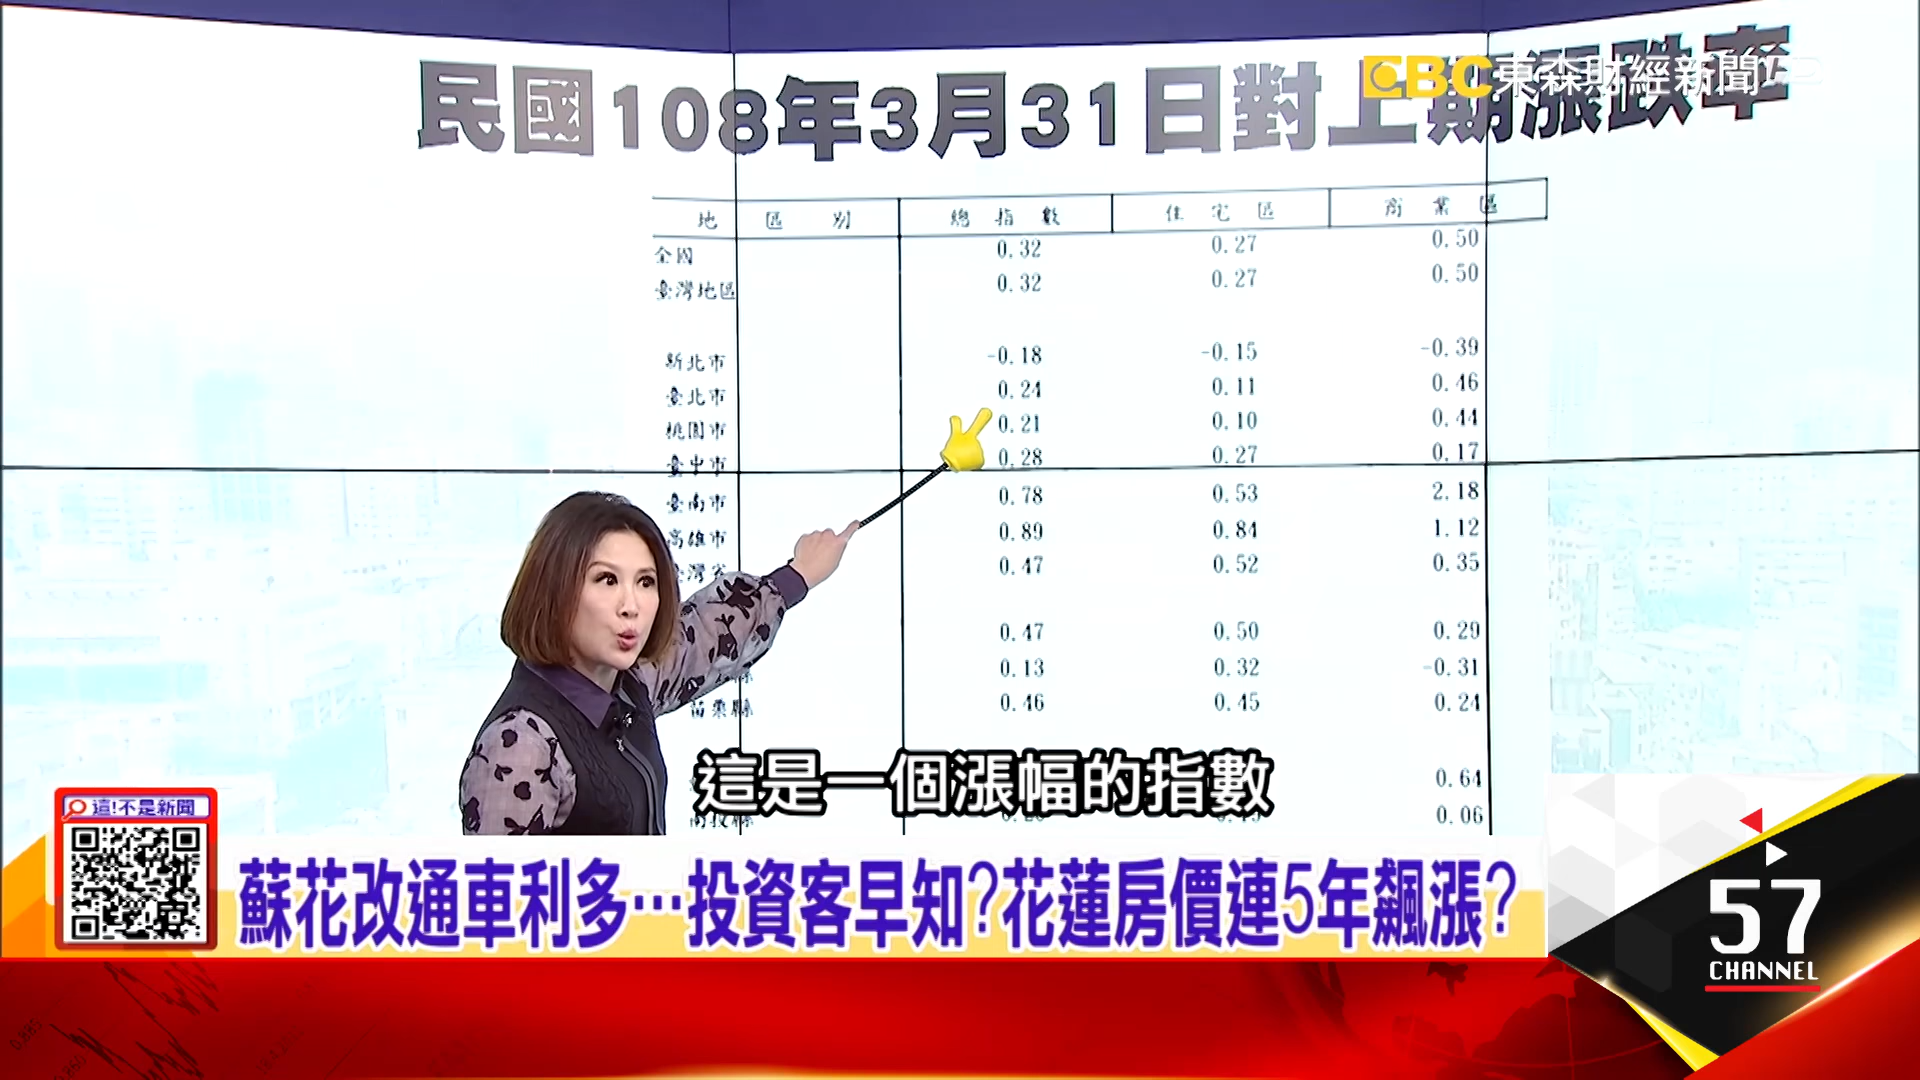 EBC東森財經新聞
民國108年3月31日對上期漲跌率
地 區 別 總 指 數 住 宅 區 商 業 區
全國 0.32 0.27 0.50
臺灣地區 0.32 0.27 0.50
新北市 -0.18 -0.15 -0.39
臺北市 0.24 0.11 0.46
桃園市 0.21 0.10 0.44
臺中市 0.28 0.27 0.17
臺南市 0.78 0.53 2.18
高雄市 0.89 0.84 1.12
臺灣省 0.47 0.52 0.35
0.47 0.50 0.29
0.13 0.32 -0.31
苗栗縣 0.46 0.45 0.24
0.64
南投縣 0.06
這是一個漲幅的指數
這!不是新聞
蘇花改通車利多…投資客早知?花蓮房價連5年飆漲?
57
CHANNEL